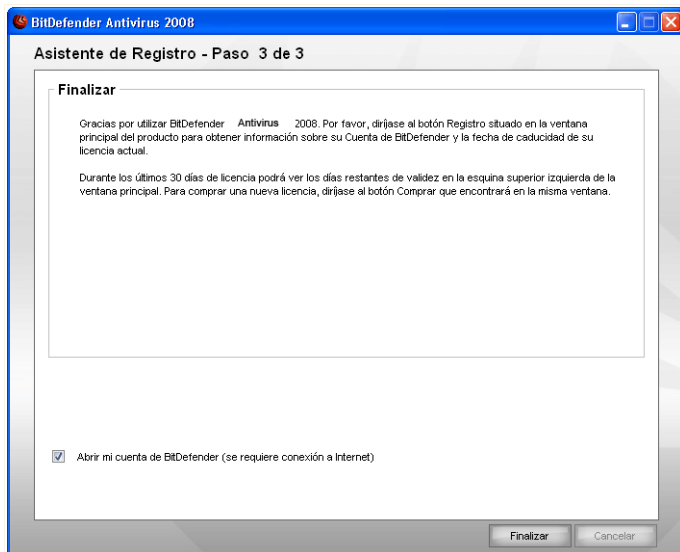 BitDefender Antivirus 2008
Asistente de Registro - Paso 3 de 3
Finalizar
Gracias por utilizar BitDefender Antivirus 2008. Por favor, diríjase al botón Registro situado en la ventana
principal del producto para obtener información sobre su Cuenta de BitDefender y la fecha de caducidad de su
licencia actual.
Durante los últimos 30 días de licencia podrá ver los días restantes de validez en la esquina superior izquierda de la
ventana principal. Para comprar una nueva licencia, diríjase al botón Comprar que encontrará en la misma ventana.
Abrir mi cuenta de BitDefender (se requiere conexión a Internet)
Finalizar
Cancelar